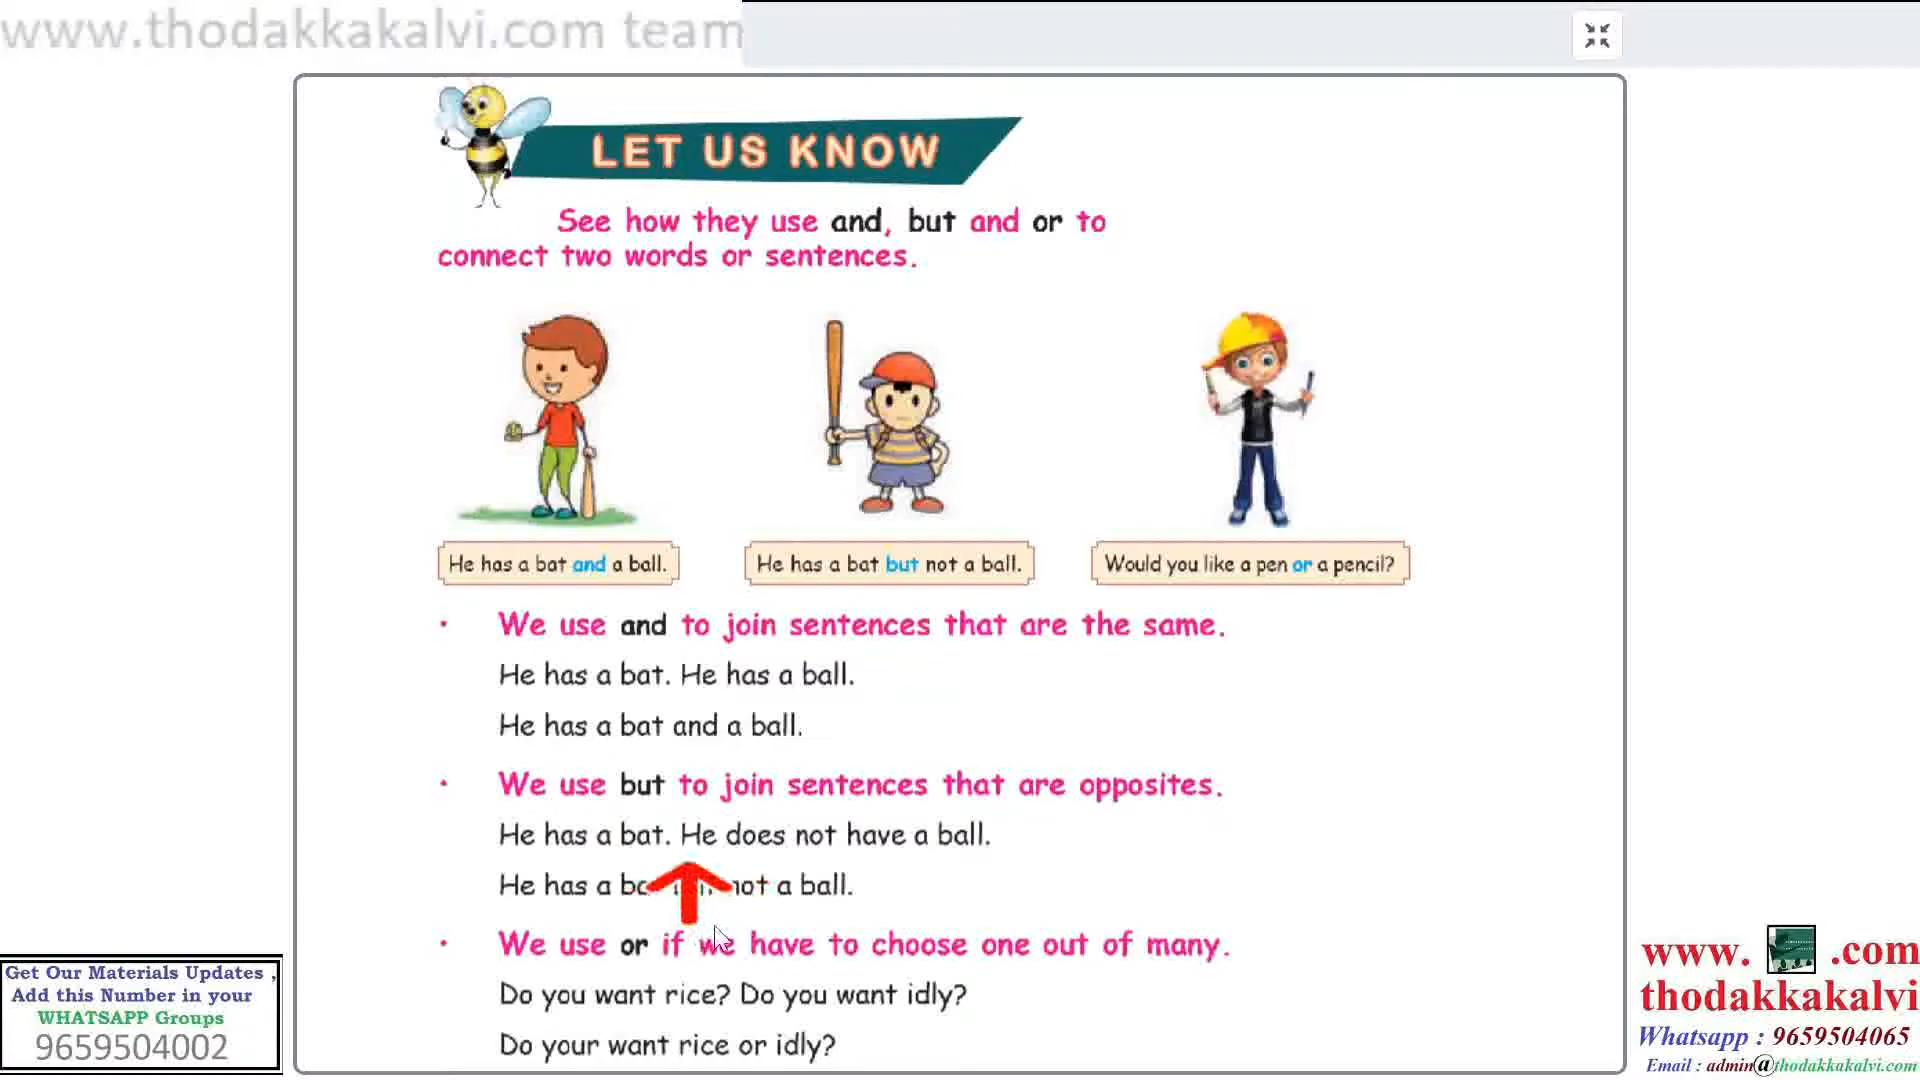 www.thodakkakalvi.com team
LET US KNOW
See how they use and, but and or to
connect two words or sentences.
He has a bat and a ball.
He has a bat but not a ball.
Would you like a pen or a pencil?
• We use and to join sentences that are the same.
He has a bat. He has a ball.
He has a bat and a ball.
• We use but to join sentences that are opposites.
He has a bat. He does not have a ball.
He has a not a ball.
• We use or if we have to choose one out of many.
Do you want rice? Do you want idly?
Do your want rice or idly?
Get Our Materials Updates ,
Add this Number in your
WHATSAPP Groups
9659504002
www. .com
thodakkakalvi
Whatsapp : 9659504065
Email : admin@thodakkakalvi.com